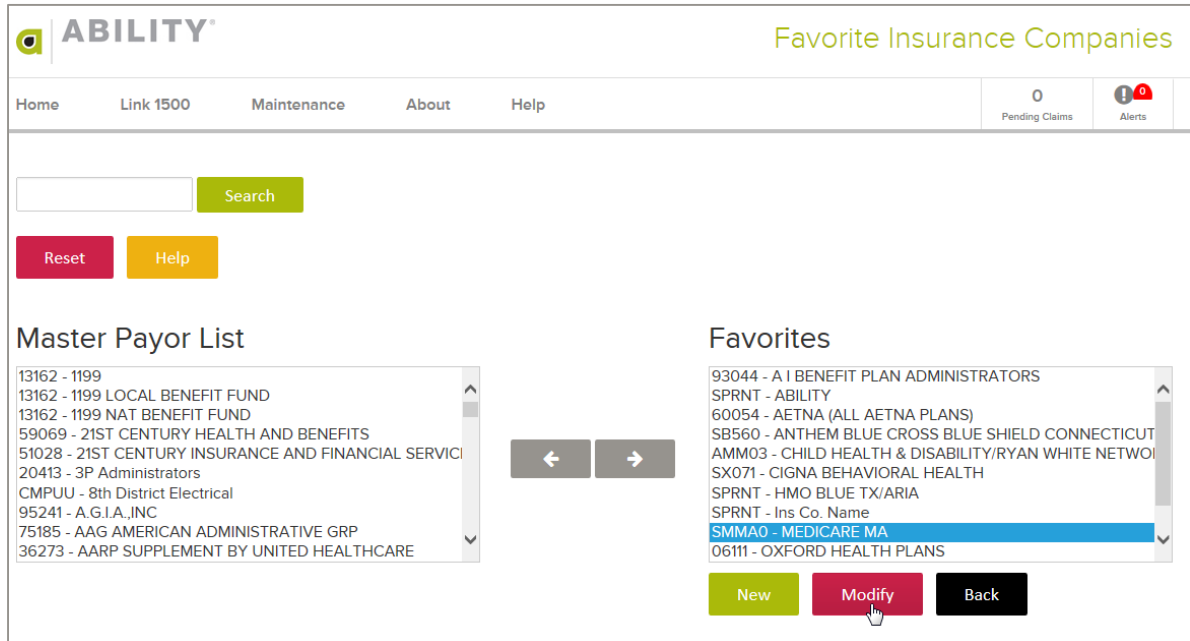 a ABILITY®
Favorite Insurance Companies
Home Link 1500 Maintenance About Help
0
Pending Claims
0
Alerts
Search
Reset Help
Master Payor List
13162 - 1199
13162 - 1199 LOCAL BENEFIT FUND
13162 - 1199 NAT BENEFIT FUND
59069 - 21ST CENTURY HEALTH AND BENEFITS
51028 - 21ST CENTURY INSURANCE AND FINANCIAL SERVIC
20413 - 3P Administrators
CMPUU - 8th District Electrical
95241 - A.G.I.A.,INC
75185 - AAG AMERICAN ADMINISTRATIVE GRP
36273 - AARP SUPPLEMENT BY UNITED HEALTHCARE
Favorites
93044 - A I BENEFIT PLAN ADMINISTRATORS
SPRNT - ABILITY
60054 - AETNA (ALL AETNA PLANS)
SB560 - ANTHEM BLUE CROSS BLUE SHIELD CONNECTICUT
AMM03 - CHILD HEALTH & DISABILITY/RYAN WHITE NETWO
SX071 - CIGNA BEHAVIORAL HEALTH
SPRNT - HMO BLUE TX/ARIA
SPRNT - Ins Co. Name
SMMA0 - MEDICARE MA
06111 - OXFORD HEALTH PLANS
New Modify Back